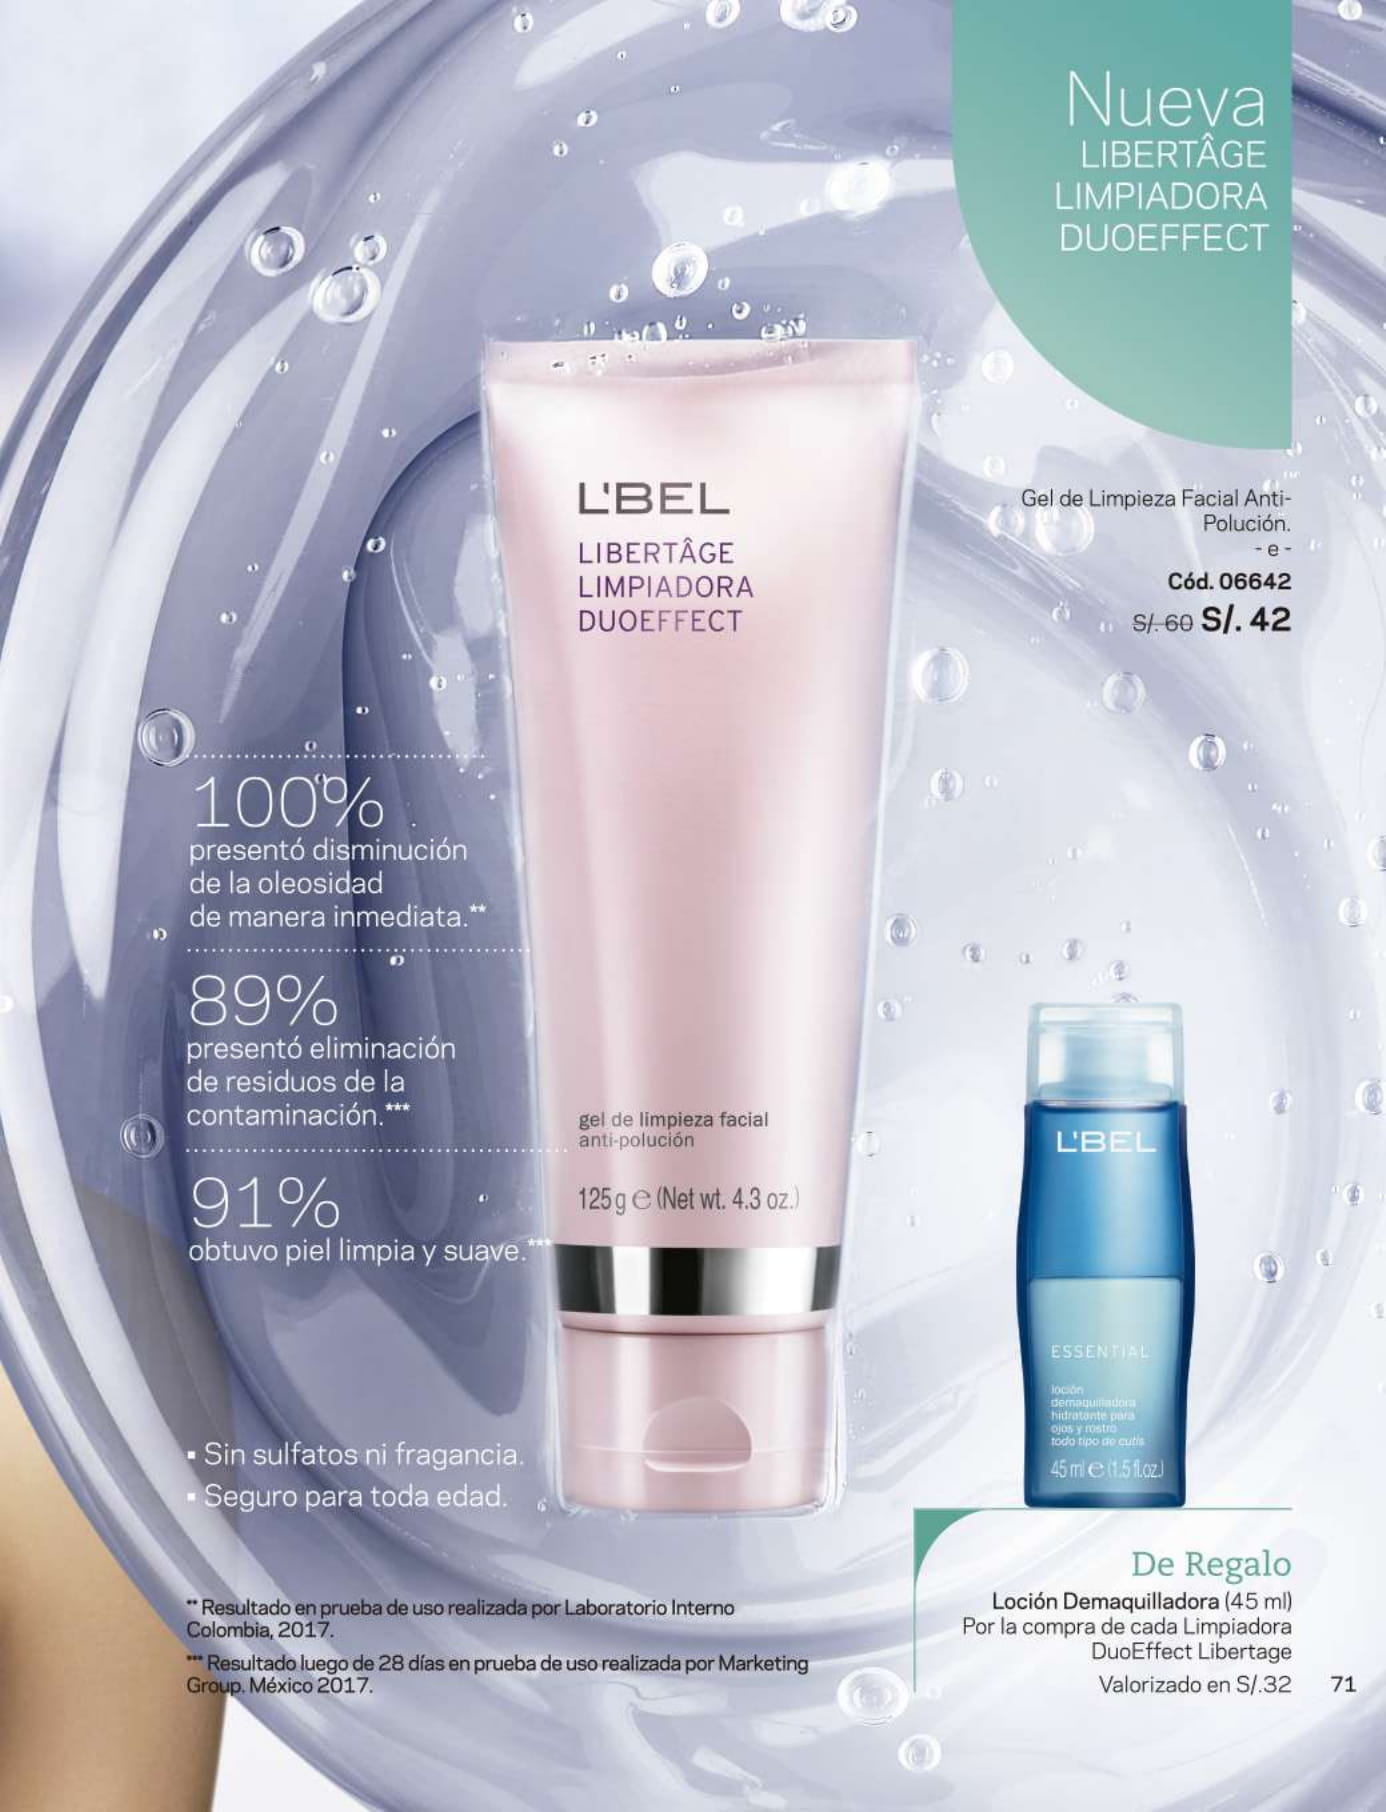 Nueva
LIBERTÂGE
LIMPIADORA
DUOEFFECT
Gel de Limpieza Facial Anti-
Polución.
- e -
Cód. 06642
S/. 60 S/. 42
L'BEL
LIBERTÂGE
LIMPIADORA
DUOEFFECT
gel de limpieza facial
anti-polución
125 g e (Net wt. 4.3 oz.)
100%
presentó disminución
de la oleosidad
de manera inmediata.**
89%
presentó eliminación
de residuos de la
contaminación.***
91%
obtuvo piel limpia y suave.***
▪ Sin sulfatos ni fragancia.
▪ Seguro para toda edad.
L'BEL
ESSENTIAL
loción
demaquilladora
hidratante para
ojos y rostro
todo tipo de cutis
45 ml e (1.5 fl.oz.)
De Regalo
Loción Demaquilladora (45 ml)
Por la compra de cada Limpiadora
DuoEffect Libertage
Valorizado en S/.32
** Resultado en prueba de uso realizada por Laboratorio Interno
Colombia, 2017.
*** Resultado luego de 28 días en prueba de uso realizada por Marketing
Group. México 2017.
71